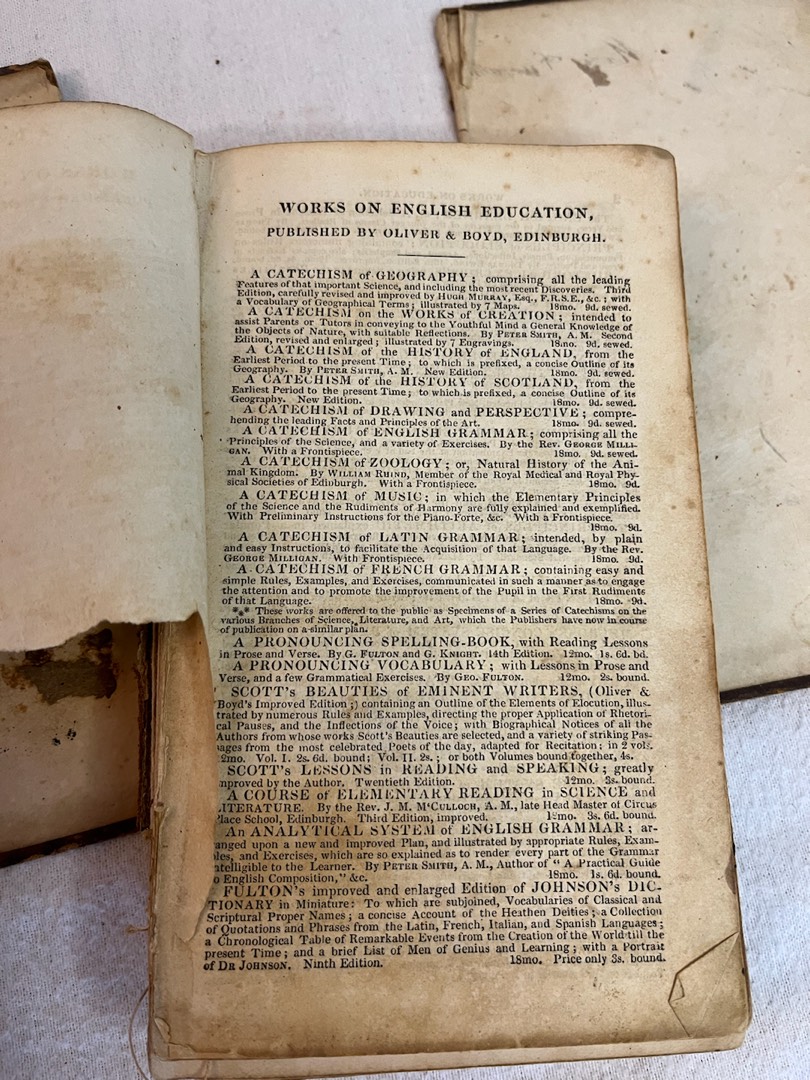 WORKS ON ENGLISH EDUCATION,
PUBLISHED BY OLIVER & BOYD, EDINBURGH.
A CATECHISM of GEOGRAPHY; comprising all the leading
Features of that important Science, and including the most recent Discoveries. Third
Edition, carefully revised and improved by HUGH MURRAY, Esq., F.R.S.E., &c.; with
a Vocabulary of Geographical Terms; illustrated by 7 Maps. 18mo. 9d. sewed.
A CATECHISM on the WORKS of CREATION; intended to
assist Parents or Tutors in conveying to the Youthful Mind a General Knowledge of
the Objects of Nature, with suitable Reflections. By PETER SMITH, A. M. Second
Edition, revised and enlarged; illustrated by 7 Engravings. 18mo. 9d. sewed.
A CATECHISM of the HISTORY of ENGLAND, from the
Earliest Period to the present Time; to which is prefixed, a concise Outline of its
Geography. By PETER SMITH, A. M. New Edition. 18mo. 9d. sewed.
A CATECHISM of the HISTORY of SCOTLAND, from the
Earliest Period to the present Time; to which is prefixed, a concise Outline of its
Geography. New Edition. 18mo. 9d. sewed.
A CATECHISM of DRAWING and PERSPECTIVE; compre-
hending the leading Facts and Principles of the Art. 18mo. 9d. sewed.
A CATECHISM of ENGLISH GRAMMAR; comprising all the
Principles of the Science, and a variety of Exercises. By the Rev. GEORGE MILLI-
GAN. With a Frontispiece. 18mo. 9d. sewed.
A CATECHISM of ZOOLOGY; or, Natural History of the Ani-
mal Kingdom. By WILLIAM RHIND, Member of the Royal Medical and Royal Phy-
sical Societies of Edinburgh. With a Frontispiece. 18mo. 9d.
A CATECHISM of MUSIC; in which the Elementary Principles
of the Science and the Rudiments of Harmony are fully explained and exemplified.
With Preliminary Instructions for the Piano-Forte, &c. With a Frontispiece.
18mo. 9d.
A CATECHISM of LATIN GRAMMAR; intended, by plain
and easy Instructions, to facilitate the Acquisition of that Language. By the Rev.
GEORGE MILLIGAN. With Frontispiece. 18mo. 9d.
A CATECHISM of FRENCH GRAMMAR; containing easy and
simple Rules, Examples, and Exercises, communicated in such a manner as to engage
the attention and to promote the improvement of the Pupil in the First Rudiments
of that Language. 18mo. 9d.
*** These works are offered to the public as Specimens of a Series of Catechisms on the
various Branches of Science, Literature, and Art, which the Publishers have now in course
of publication on a similar plan.
A PRONOUNCING SPELLING-BOOK, with Reading Lessons
in Prose and Verse. By G. FULTON and G. KNIGHT. 14th Edition. 12mo. 1s. 6d. bd.
A PRONOUNCING VOCABULARY; with Lessons in Prose and
Verse, and a few Grammatical Exercises. By GEO. FULTON. 12mo. 2s. bound.
SCOTT's BEAUTIES of EMINENT WRITERS, (Oliver &
Boyd's Improved Edition;) containing an Outline of the Elements of Elocution, illus-
trated by numerous Rules and Examples, directing the proper Application of Rhetori-
cal Pauses, and the Inflections of the Voice; with Biographical Notices of all the
Authors from whose works Scott's Beauties are selected, and a variety of striking Pas-
sages from the most celebrated Poets of the day, adapted for Recitation; in 2 vols.
2mo. Vol. I. 2s. 6d. bound; Vol. II. 2s.; or both Volumes bound together, 4s.
SCOTT's LESSONS in READING and SPEAKING; greatly
mproved by the Author. Twentieth Edition. 12mo. 3s. bound.
A COURSE of ELEMENTARY READING in SCIENCE and
LITERATURE. By the Rev. J. M. M'CULLOCH, A. M., late Head Master of Circus
lace School, Edinburgh. Third Edition, improved. 12mo. 3s. 6d. bound.
An ANALYTICAL SYSTEM of ENGLISH GRAMMAR; ar-
anged upon a new and improved Plan, and illustrated by appropriate Rules, Exam-
ples, and Exercises, which are so explained as to render every part of the Grammar
ntelligible to the Learner. By PETER SMITH, A. M., Author of "A Practical Guide
o English Composition," &c. 18mo. 1s. 6d. bound.
FULTON's improved and enlarged Edition of JOHNSON's DIC-
TIONARY in Miniature: To which are subjoined, Vocabularies of Classical and
Scriptural Proper Names; a concise Account of the Heathen Deities; a Collection
of Quotations and Phrases from the Latin, French, Italian, and Spanish Languages;
a Chronological Table of Remarkable Events from the Creation of the World till the
present Time; and a brief List of Men of Genius and Learning; with a Portrait
of DR JOHNSON. Ninth Edition. 18mo. Price only 3s. bound.